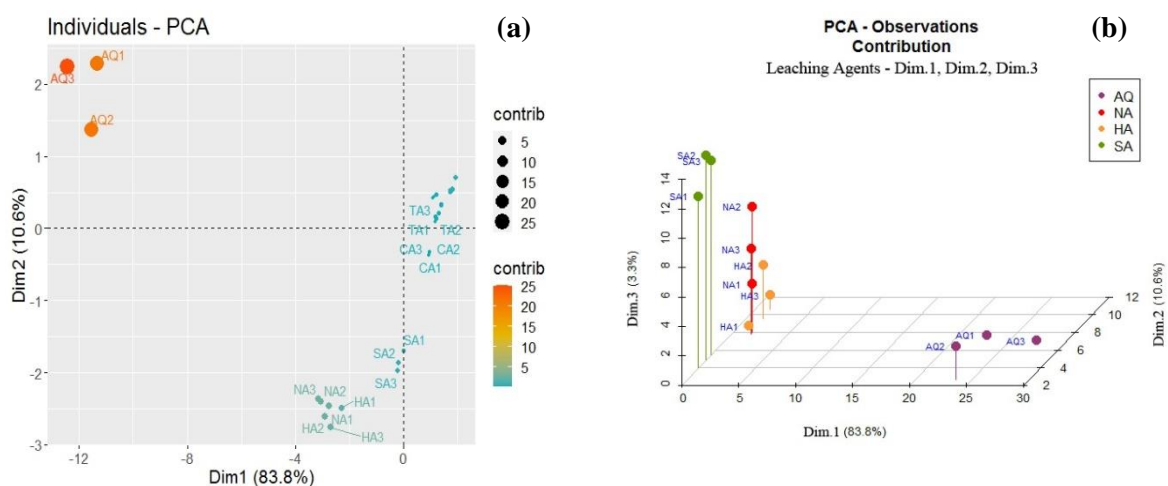 Individuals - PCA
(a)
2
1
0
-1
-2
-3
Dim2 (10.6%)
AQ1
AQ3
AQ2
TA3
TA1
TA2
CA3
CA2
CA1
SA1
SA2
SA3
NA3
NA2
HA1
NA1
HA2
HA3
-12
-8
-4
0
Dim1 (83.8%)
contrib
5
10
15
20
25
contrib
25
20
15
10
5
PCA - Observations
Contribution
(b)
Leaching Agents - Dim.1, Dim.2, Dim.3
AQ
NA
HA
SA
14
12
10
8
6
4
2
0
Dim.3 (3.3%)
SA2
SA3
SA1
NA2
NA3
HA2
NA1
HA3
HA1
AQ1
AQ2
AQ3
0
5
10
15
20
25
30
Dim.1 (83.8%)
2
4
6
8
10
12
Dim.2 (10.6%)